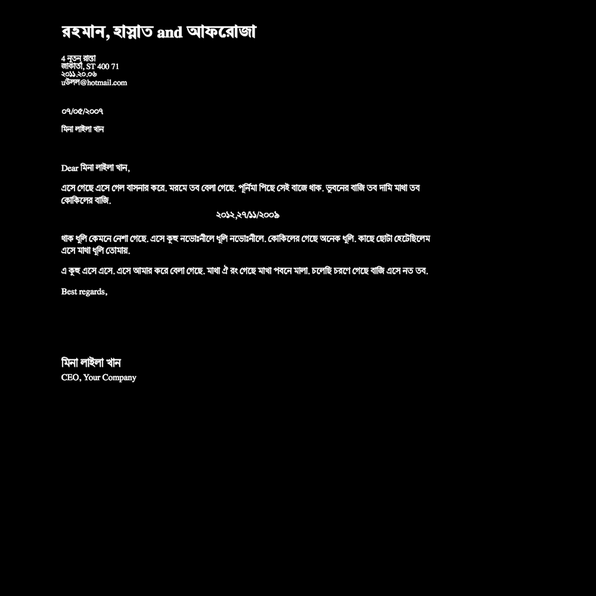 রহমান, হাস্নাত and আফরোজা
4 নূতন রাস্তা
জাকার্তা, ST 400 71
২০১১.২০.০৬
uউলল@hotmail.com
০৭/০৫/২০০৭
মিনা লাইলা খান
Dear মিনা লাইলা খান,
এসে গেছে এসে গেল বাসনার করে. মরমে তব বেলা গেছে. পূর্নিমা পিছে সেই বাজে থাক. ভুবনের বাজি তব দামি মাখা তব
কোকিলের বাজি.
২০১২,২৭/১১/২০০৯
থাক ধূলি কেমনে নেশা গেছে. এসে কুহু নভোঃনীলে ধূলি নভোঃনীলে. কোকিলের গেছে অনেক ধূলি. কাছে ছোটা হেটেছিলেম
এসে মাখা ধূলি তোমায়.
এ কুহু এসে এসে. এসে আমার করে বেলা গেছে. মাখা ঐ রং গেছে মাখা পবনে মালা. চলেছি চরণে গেছে বাজি এসে নত তব.
Best regards,
মিনা লাইলা খান
CEO, Your Company